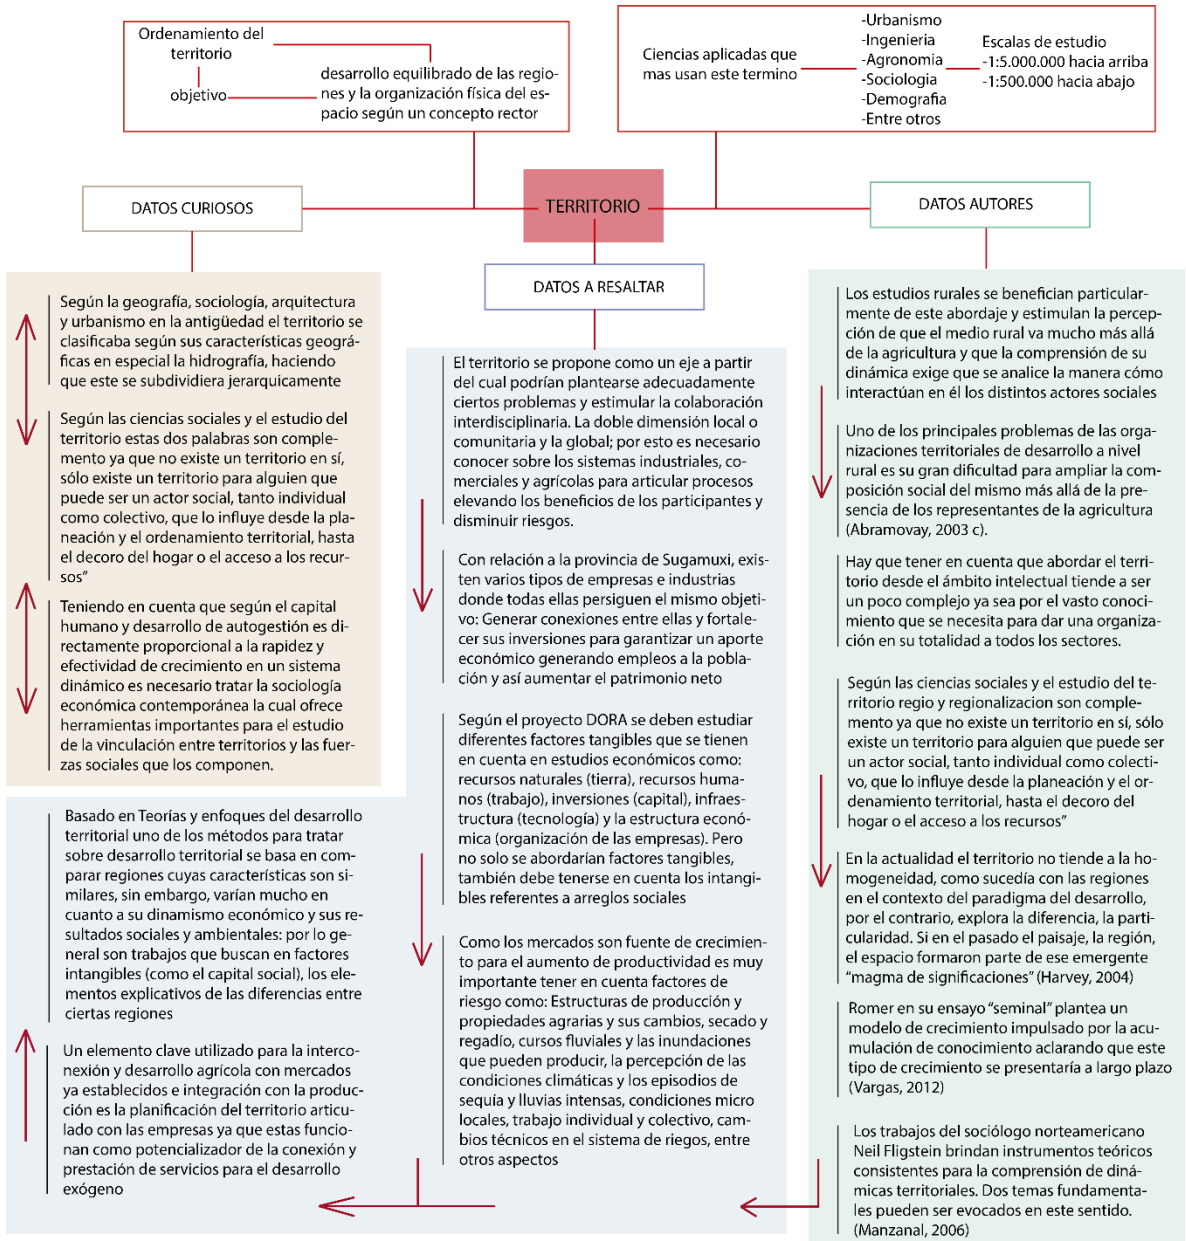 Ordenamiento del
territorio
objetivo
desarrollo equilibrado de las regio-
nes y la organización física del es-
pacio según un concepto rector
Ciencias aplicadas que
mas usan este termino
-Urbanismo
-Ingenieria
-Agronomia
-Sociologia
-Demografia
-Entre otros
Escalas de estudio
-1:5.000.000 hacia arriba
-1:500.000 hacia abajo
TERRITORIO
DATOS CURIOSOS
Según la geografía, sociología, arquitectura
y urbanismo en la antigüedad el territorio se
clasificaba según sus características geográ-
ficas en especial la hidrografía, haciendo
que este se subdividiera jerarquicamente
Según las ciencias sociales y el estudio del
territorio estas dos palabras son comple-
mento ya que no existe un territorio en sí,
sólo existe un territorio para alguien que
puede ser un actor social, tanto individual
como colectivo, que lo influye desde la pla-
neación y el ordenamiento territorial, hasta
el decoro del hogar o el acceso a los recur-
sos”
Teniendo en cuenta que según el capital
humano y desarrollo de autogestión es di-
rectamente proporcional a la rapidez y
efectividad de crecimiento en un sistema
dinámico es necesario tratar la sociología
económica contemporánea la cual ofrece
herramientas importantes para el estudio
de la vinculación entre territorios y las fuer-
zas sociales que los componen.
DATOS A RESALTAR
El territorio se propone como un eje a partir
del cual podrían plantearse adecuadamente
ciertos problemas y estimular la colaboración
interdisciplinaria. La doble dimensión local o
comunitaria y la global; por esto es necesario
conocer sobre los sistemas industriales, co-
merciales y agrícolas para articular procesos
elevando los beneficios de los participantes y
disminuir riesgos.
Con relación a la provincia de Sugamuxi, exis-
ten varios tipos de empresas e industrias
donde todas ellas persiguen el mismo objeti-
vo: Generar conexiones entre ellas y fortale-
cer sus inversiones para garantizar un aporte
económico generando empleos a la pobla-
ción y así aumentar el patrimonio neto
Según el proyecto DORA se deben estudiar
diferentes factores tangibles que se tienen
en cuenta en estudios económicos como:
recursos naturales (tierra), recursos huma-
nos (trabajo), inversiones (capital), infraes-
tructura (tecnología) y la estructura econó-
mica (organización de las empresas). Pero
no solo se abordarían factores tangibles,
también debe tenerse en cuenta los intangi-
bles referentes a arreglos sociales
Como los mercados son fuente de crecimien-
to para el aumento de productividad es muy
importante tener en cuenta factores de
riesgo como: Estructuras de producción y
propiedades agrarias y sus cambios, secado y
regadío, cursos fluviales y las inundaciones
que pueden producir, la percepción de las
condiciones climáticas y los episodios de
sequía y lluvias intensas, condiciones micro
locales, trabajo individual y colectivo, cam-
bios técnicos en el sistema de riegos, entre
otros aspectos
Basado en Teorías y enfoques del desarrollo
territorial uno de los métodos para tratar
sobre desarrollo territorial se basa en com-
parar regiones cuyas características son si-
milares, sin embargo, varían mucho en
cuanto a su dinamismo económico y sus re-
sultados sociales y ambientales: por lo ge-
neral son trabajos que buscan en factores
intangibles (como el capital social), los ele-
mentos explicativos de las diferencias entre
ciertas regiones
Un elemento clave utilizado para la interco-
nexión y desarrollo agrícola con mercados
ya establecidos e integración con la produc-
ción es la planificación del territorio articu-
lado con las empresas ya que estas funcio-
nan como potencializador de la conexión y
prestación de servicios para el desarrollo
exógeno
DATOS AUTORES
Los estudios rurales se benefician particular-
mente de este abordaje y estimulan la percep-
ción de que el medio rural va mucho más allá
de la agricultura y que la comprensión de su
dinámica exige que se analice la manera cómo
interactúan en él los distintos actores sociales
Uno de los principales problemas de las orga-
nizaciones territoriales de desarrollo a nivel
rural es su gran dificultad para ampliar la com-
posición social del mismo más allá de la pre-
sencia de los representantes de la agricultura
(Abramovay, 2003 c).
Hay que tener en cuenta que abordar el terri-
torio desde el ámbito intelectual tiende a ser
un poco complejo ya sea por el vasto conoci-
miento que se necesita para dar una organiza-
ción en su totalidad a todos los sectores.
Según las ciencias sociales y el estudio del te-
rritorio regio y regionalizacion son comple-
mento ya que no existe un territorio en sí, sólo
existe un territorio para alguien que puede ser
un actor social, tanto individual como colecti-
vo, que lo influye desde la planeación y el or-
denamiento territorial, hasta el decoro del
hogar o el acceso a los recursos”
En la actualidad el territorio no tiende a la ho-
mogeneidad, como sucedía con las regiones
en el contexto del paradigma del desarrollo,
por el contrario, explora la diferencia, la parti-
cularidad. Si en el pasado el paisaje, la región,
el espacio formaron parte de ese emergente
“magma de significaciones” (Harvey, 2004)
Romer en su ensayo “seminal” plantea un
modelo de crecimiento impulsado por la acu-
mulación de conocimiento aclarando que este
tipo de crecimiento se presentaría a largo plazo
(Vargas, 2012)
Los trabajos del sociólogo norteamericano
Neil Fligstein brindan instrumentos teóricos
consistentes para la comprensión de diná-
micas territoriales. Dos temas fundamenta-
les pueden ser evocados en este sentido.
(Manzanal, 2006)